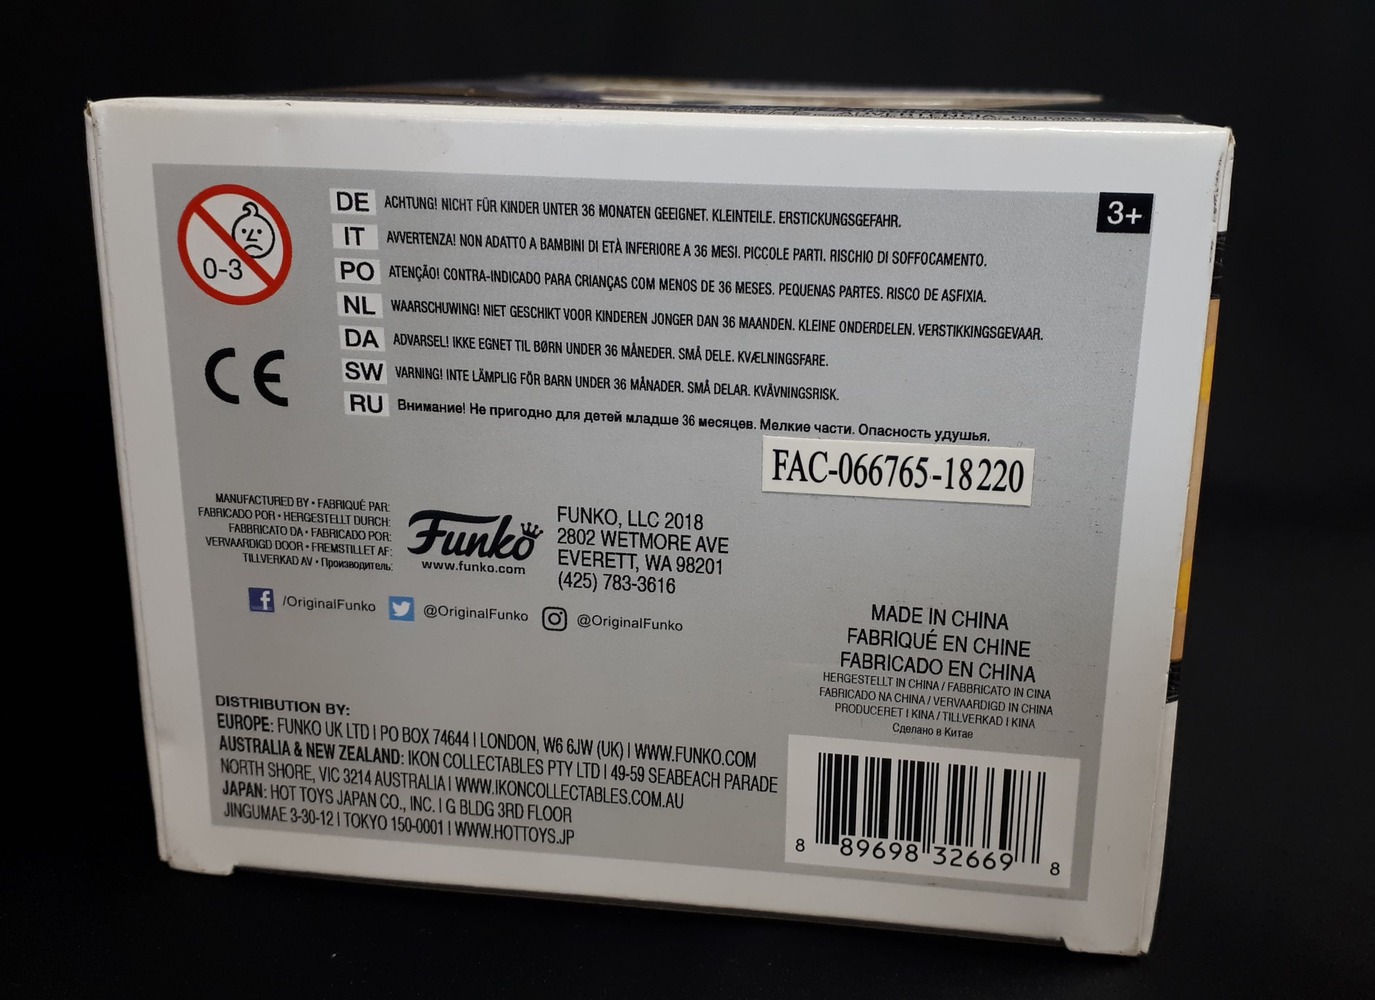 0-3
3+
DE ACHTUNG! NICHT FÜR KINDER UNTER 36 MONATEN GEEIGNET. KLEINTEILE. ERSTICKUNGSGEFAHR.
IT AVVERTENZA! NON ADATTO A BAMBINI DI ETÀ INFERIORE A 36 MESI. PICCOLE PARTI. RISCHIO DI SOFFOCAMENTO.
PO ATENÇÃO! CONTRA-INDICADO PARA CRIANÇAS COM MENOS DE 36 MESES. PEQUENAS PARTES. RISCO DE ASFIXIA.
NL WAARSCHUWING! NIET GESCHIKT VOOR KINDEREN JONGER DAN 36 MAANDEN. KLEINE ONDERDELEN. VERSTIKKINGSGEVAAR.
DA ADVARSEL! IKKE EGNET TIL BØRN UNDER 36 MÅNEDER. SMÅ DELE. KVÆLNINGSFARE.
SW VARNING! INTE LÄMPLIG FÖR BARN UNDER 36 MÅNADER. SMÅ DELAR. KVÄVNINGSRISK.
RU Внимание! Не пригодно для детей младше 36 месяцев. Мелкие части. Опасность удушья.
CE
FAC-066765-18220
MANUFACTURED BY • FABRIQUÉ PAR:
FABRICADO POR • HERGESTELLT DURCH:
FABBRICATO DA • FABRICADO POR:
VERVAARDIGD DOOR • FREMSTILLET AF:
TILLVERKAD AV • Производитель:
Funko
www.funko.com
FUNKO, LLC 2018
2802 WETMORE AVE
EVERETT, WA 98201
(425) 783-3616
/OriginalFunko @OriginalFunko @OriginalFunko
MADE IN CHINA
FABRIQUÉ EN CHINE
FABRICADO EN CHINA
HERGESTELLT IN CHINA / FABBRICATO IN CINA
FABRICADO NA CHINA / VERVAARDIGD IN CHINA
PRODUCERET I KINA / TILLVERKAD I KINA
Сделано в Китае
DISTRIBUTION BY:
EUROPE: FUNKO UK LTD | PO BOX 74644 | LONDON, W6 6JW (UK) | WWW.FUNKO.COM
AUSTRALIA & NEW ZEALAND: IKON COLLECTABLES PTY LTD | 49-59 SEABEACH PARADE
NORTH SHORE, VIC 3214 AUSTRALIA | WWW.IKONCOLLECTABLES.COM.AU
JAPAN: HOT TOYS JAPAN CO., INC. | G BLDG 3RD FLOOR
JINGUMAE 3-30-12 | TOKYO 150-0001 | WWW.HOTTOYS.JP
8 89698 32669 8